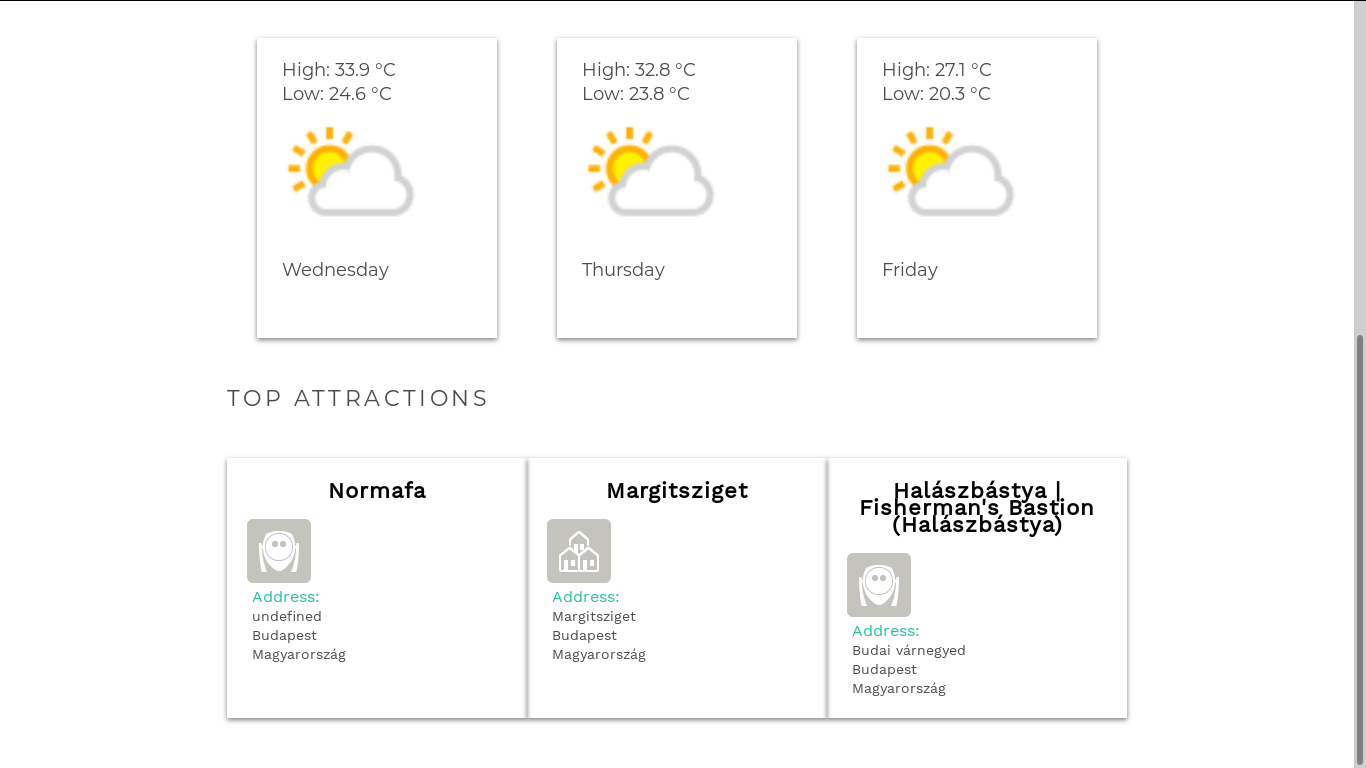 High: 33.9 °C
Low: 24.6 °C
Wednesday
High: 32.8 °C
Low: 23.8 °C
Thursday
High: 27.1 °C
Low: 20.3 °C
Friday
TOP ATTRACTIONS
Normafa
Address:
undefined
Budapest
Magyarország
Margitsziget
Address:
Margitsziget
Budapest
Magyarország
Halászbástya |
Fisherman's Bastion
(Halászbástya)
Address:
Budai várnegyed
Budapest
Magyarország